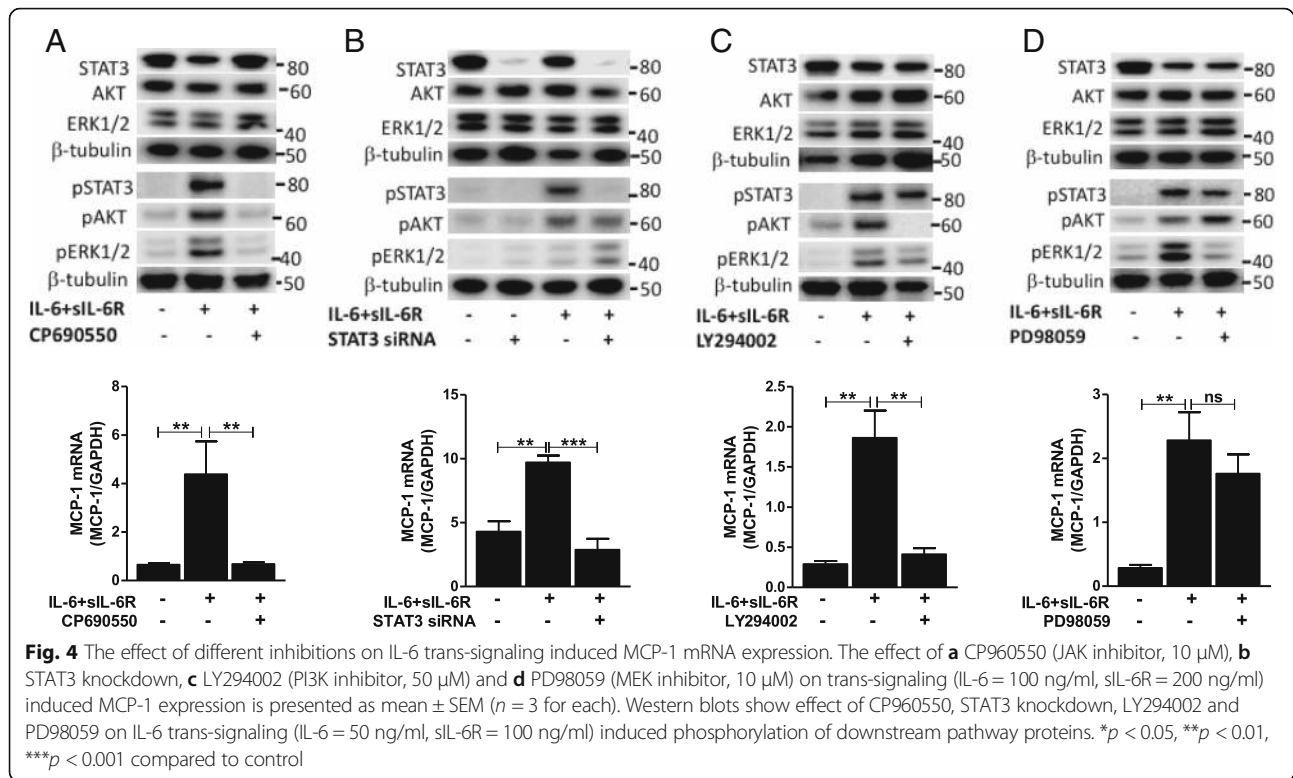 A
STAT3
AKT
ERK1/2
β-tubulin
pSTAT3
pAKT
pERK1/2
β-tubulin
80
60
40
50
80
60
40
50
IL-6+sIL-6R - + +
CP690550 - - +
B
STAT3
AKT
ERK1/2
β-tubulin
pSTAT3
pAKT
pERK1/2
β-tubulin
80
60
40
50
80
60
40
50
IL-6+sIL-6R - - + +
STAT3 siRNA - + - +
C
STAT3
AKT
ERK1/2
β-tubulin
pSTAT3
pAKT
pERK1/2
β-tubulin
80
60
40
50
80
60
40
50
IL-6+sIL-6R - + +
LY294002 - - +
D
STAT3
AKT
ERK1/2
β-tubulin
pSTAT3
pAKT
pERK1/2
β-tubulin
80
60
40
50
80
60
40
50
IL-6+sIL-6R - + +
PD98059 - - +
MCP-1 mRNA
(MCP-1/GAPDH)
8
6
4
2
0
** **
IL-6+sIL-6R - + +
CP690550 - - +
MCP-1 mRNA
(MCP-1/GAPDH)
15
10
5
0
** ***
IL-6+sIL-6R - + +
STAT3 siRNA - - +
MCP-1 mRNA
(MCP-1/GAPDH)
2.5
2.0
1.5
1.0
0.5
0.0
** **
IL-6+sIL-6R - + +
LY294002 - - +
MCP-1 mRNA
(MCP-1/GAPDH)
3
2
1
0
** ns
IL-6+sIL-6R - + +
PD98059 - - +
Fig. 4 The effect of different inhibitions on IL-6 trans-signaling induced MCP-1 mRNA expression. The effect of a CP960550 (JAK inhibitor, 10 μM), b
STAT3 knockdown, c LY294002 (PI3K inhibitor, 50 μM) and d PD98059 (MEK inhibitor, 10 μM) on trans-signaling (IL-6 = 100 ng/ml, sIL-6R = 200 ng/ml)
induced MCP-1 expression is presented as mean ± SEM (n = 3 for each). Western blots show effect of CP960550, STAT3 knockdown, LY294002 and
PD98059 on IL-6 trans-signaling (IL-6 = 50 ng/ml, sIL-6R = 100 ng/ml) induced phosphorylation of downstream pathway proteins. *p < 0.05, **p < 0.01,
***p < 0.001 compared to control